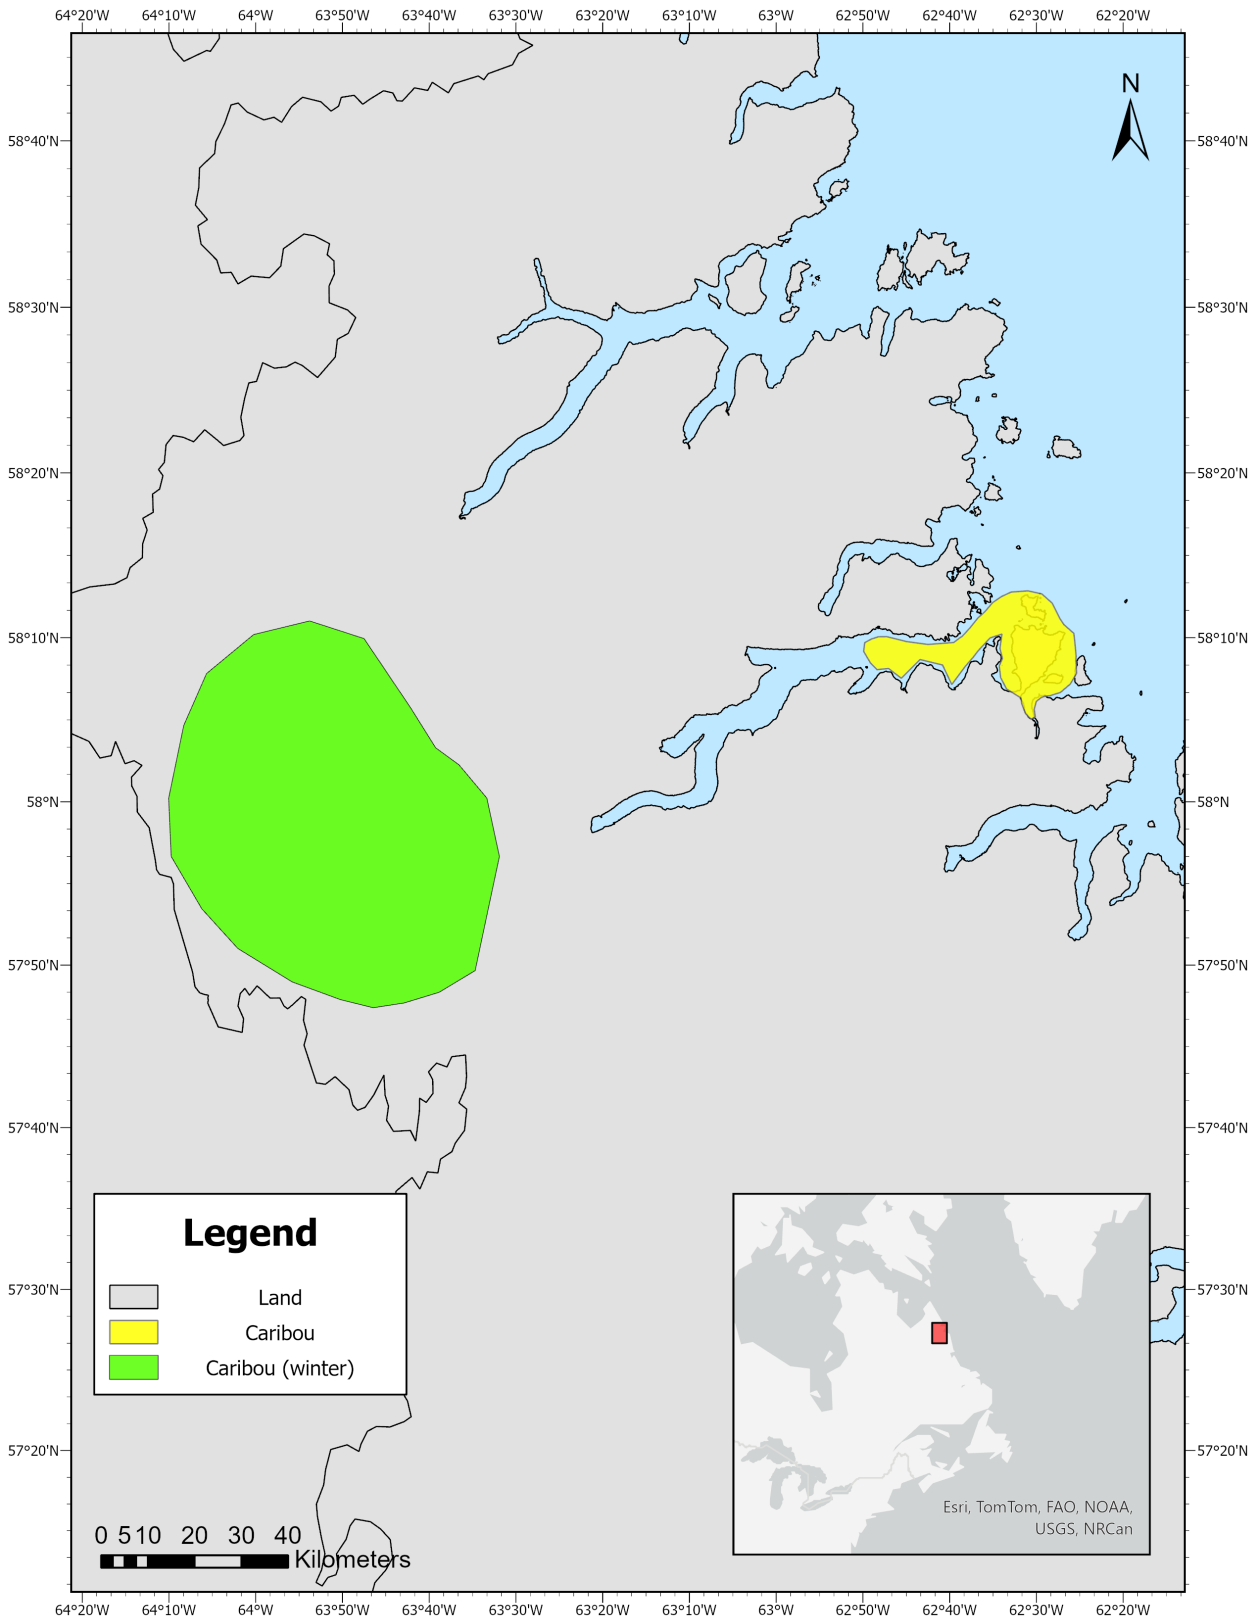 64°20'W 64°10'W 64°W 63°50'W 63°40'W 63°30'W 63°20'W 63°10'W 63°W 62°50'W 62°40'W 62°30'W 62°20'W
N
58°40'N 58°40'N
58°30'N 58°30'N
58°20'N 58°20'N
58°10'N 58°10'N
58°N 58°N
57°50'N 57°50'N
57°40'N 57°40'N
57°30'N 57°30'N
57°20'N 57°20'N
Legend
Land
Caribou
Caribou (winter)
Esri, TomTom, FAO, NOAA,
USGS, NRCan
0 5 10 20 30 40
Kilometers
64°20'W 64°10'W 64°W 63°50'W 63°40'W 63°30'W 63°20'W 63°10'W 63°W 62°50'W 62°40'W 62°30'W 62°20'W